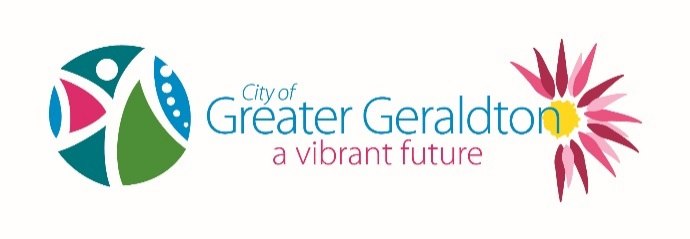 City of
Greater Geraldton
a vibrant future